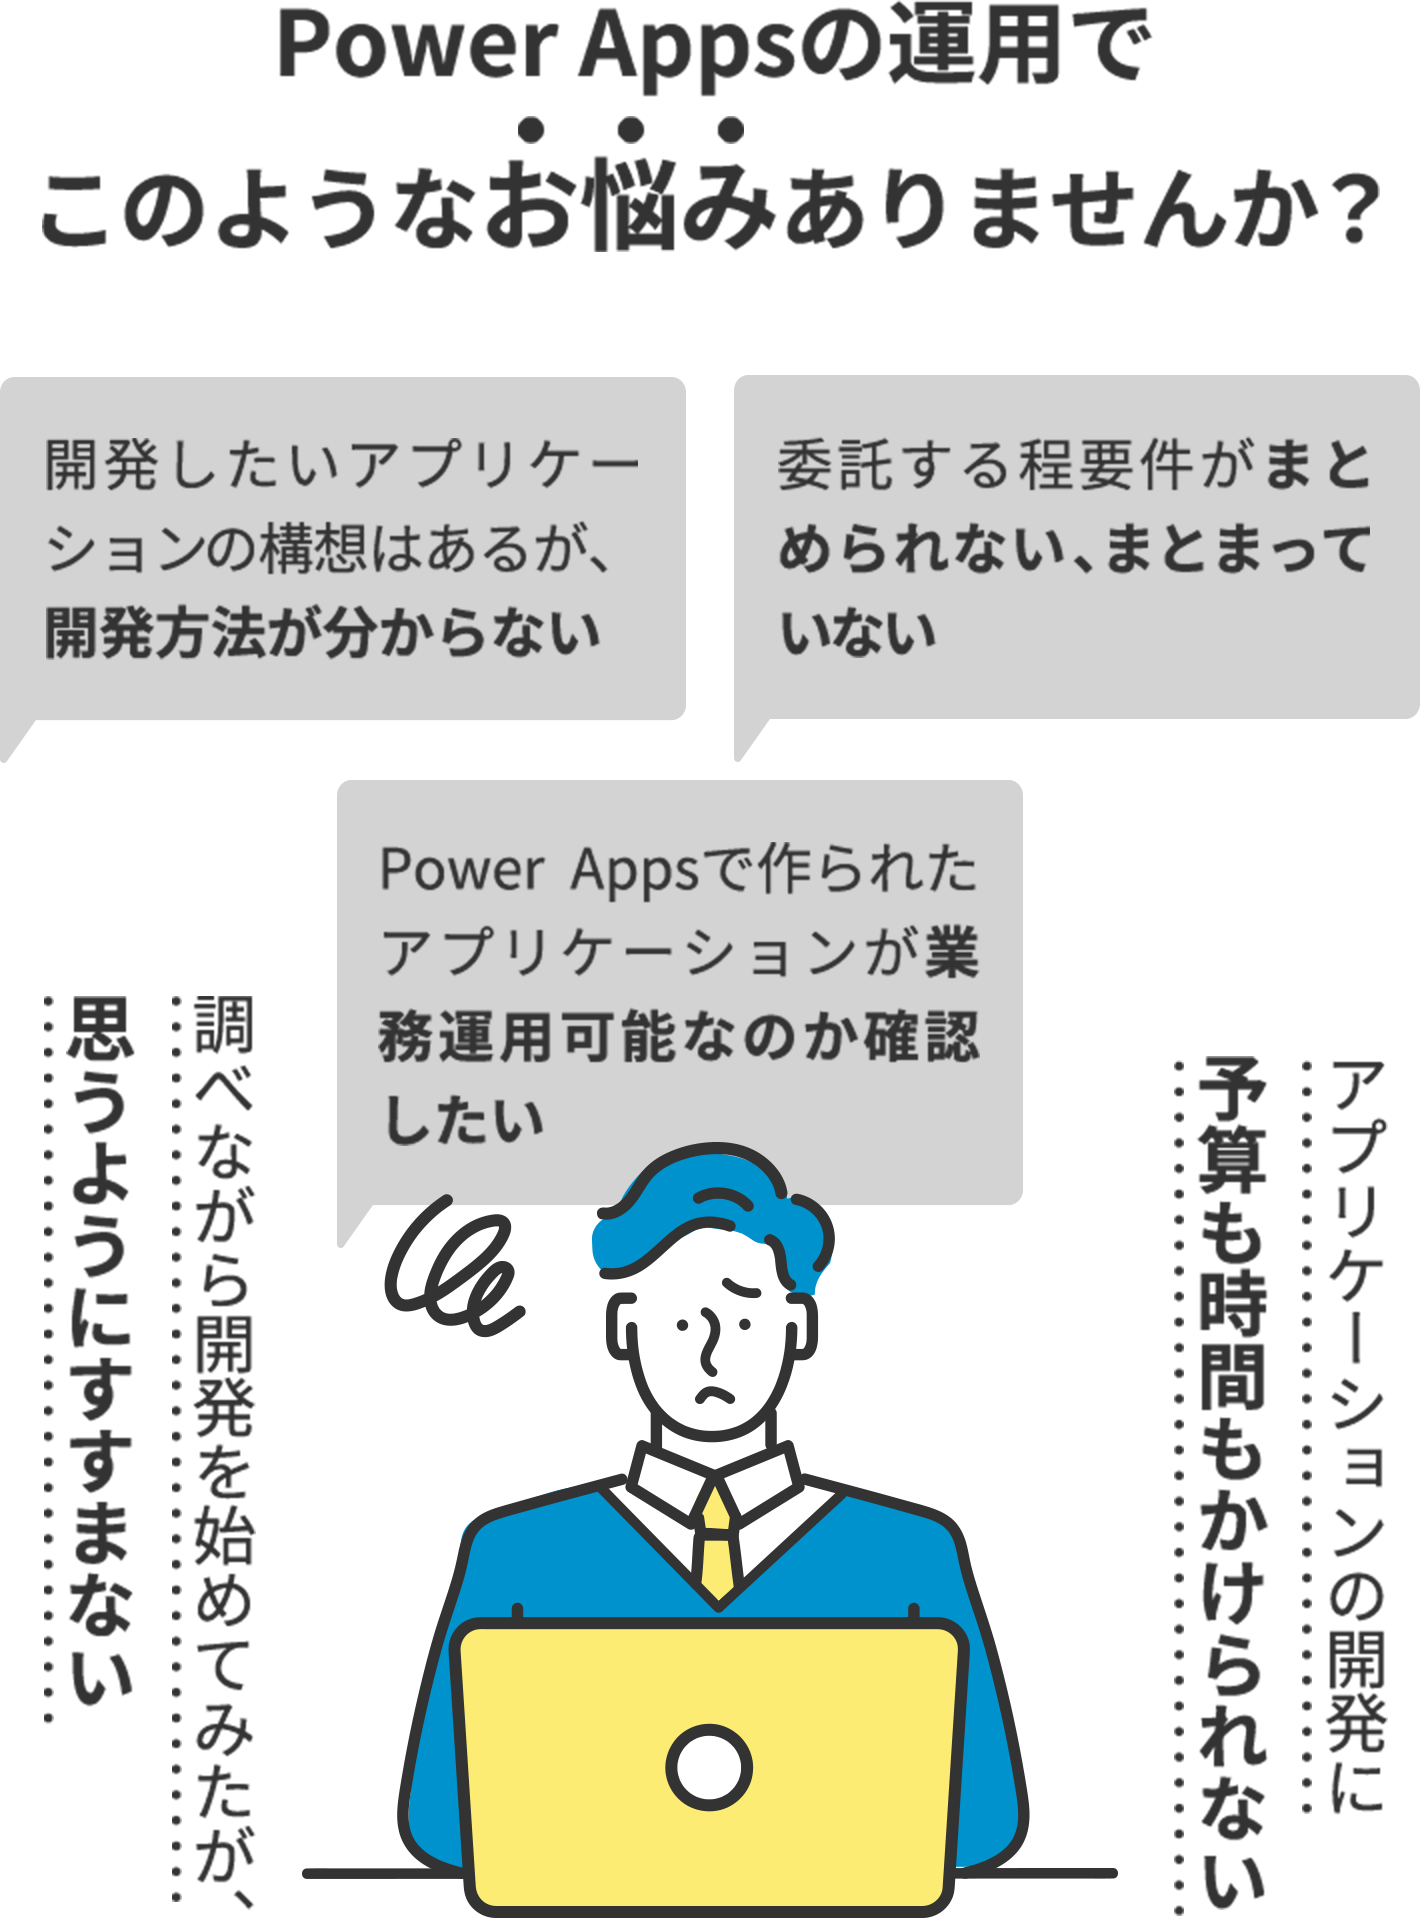 Power Appsの運用で
このようなお悩みありませんか？
開発したいアプリケー
ションの構想はあるが、
開発方法が分からない
委託する程要件がまと
められない、まとまって
いない
Power Appsで作られた
アプリケーションが業
務運用可能なのか確認
したい
アプリケーションの開発に
予算も時間もかけられない
調べながら開発を始めてみたが、
思うようにすすまない